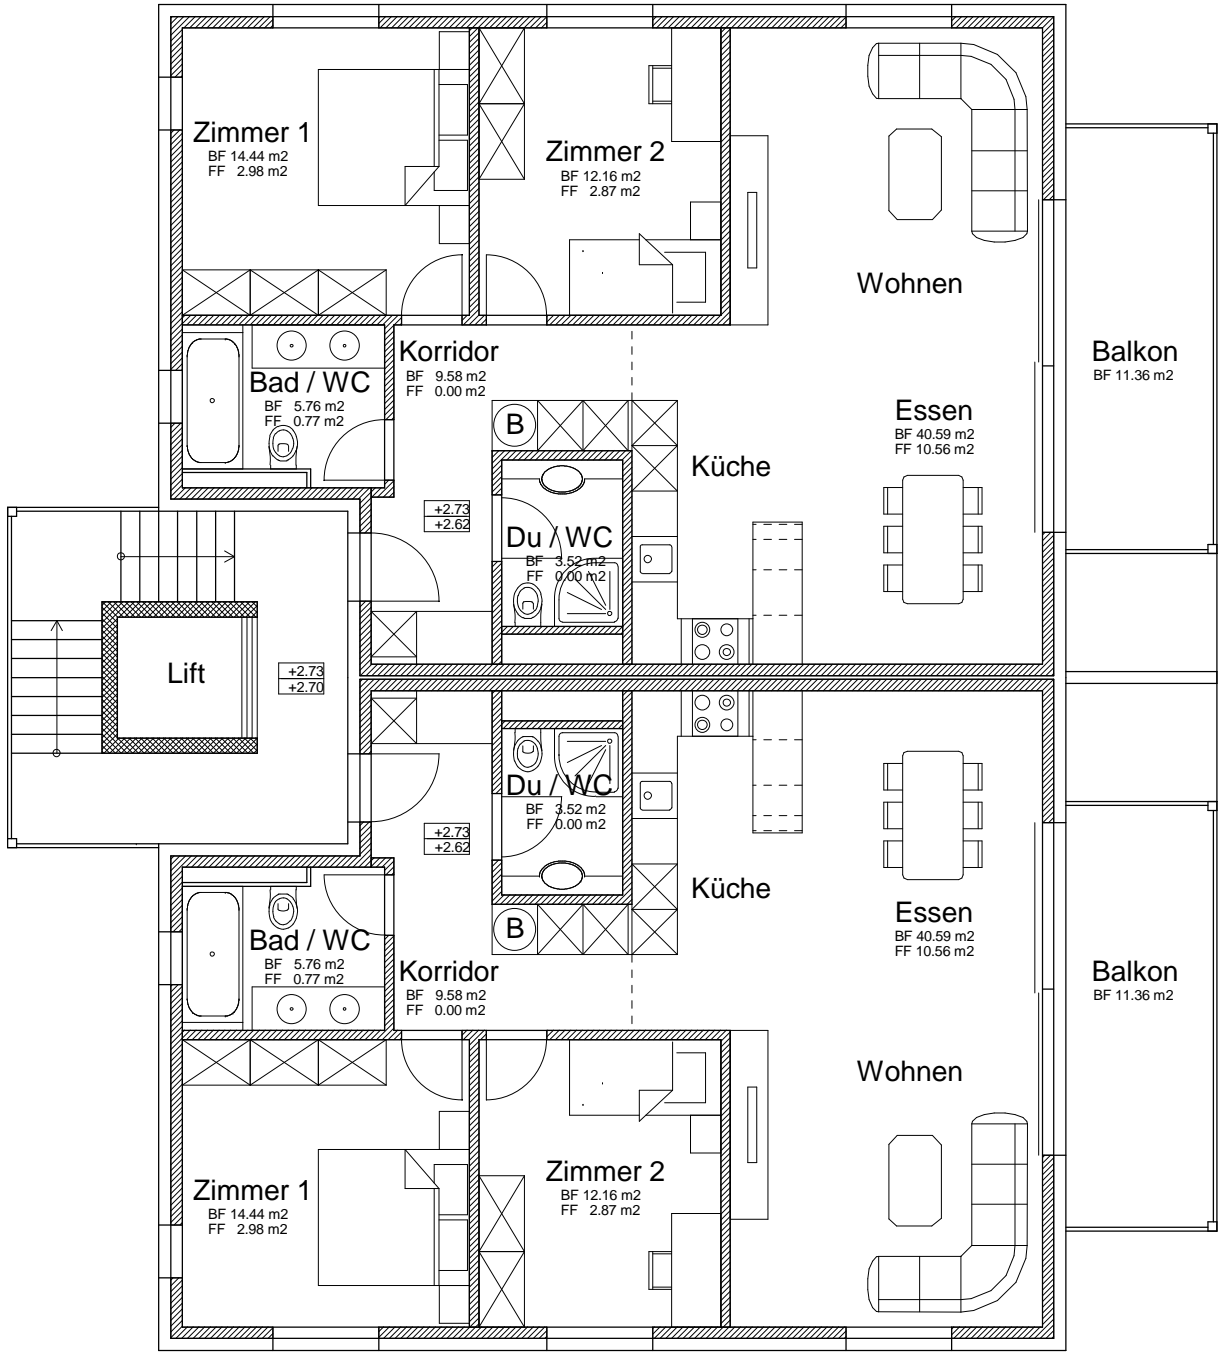 Zimmer 1
BF 14.44 m2
FF 2.98 m2
Zimmer 2
BF 12.16 m2
FF 2.87 m2
Wohnen
Korridor
BF 9.58 m2
FF 0.00 m2
Bad / WC
BF 5.76 m2
FF 0.77 m2
Balkon
BF 11.36 m2
Essen
BF 40.59 m2
FF 10.56 m2
B
Küche
+2.73
+2.62
Du / WC
BF 3.52 m2
FF 0.00 m2
Lift
+2.73
+2.70
Du / WC
BF 3.52 m2
FF 0.00 m2
+2.73
+2.62
Küche
Essen
BF 40.59 m2
FF 10.56 m2
B
Bad / WC
BF 5.76 m2
FF 0.77 m2
Korridor
BF 9.58 m2
FF 0.00 m2
Balkon
BF 11.36 m2
Wohnen
Zimmer 1
BF 14.44 m2
FF 2.98 m2
Zimmer 2
BF 12.16 m2
FF 2.87 m2